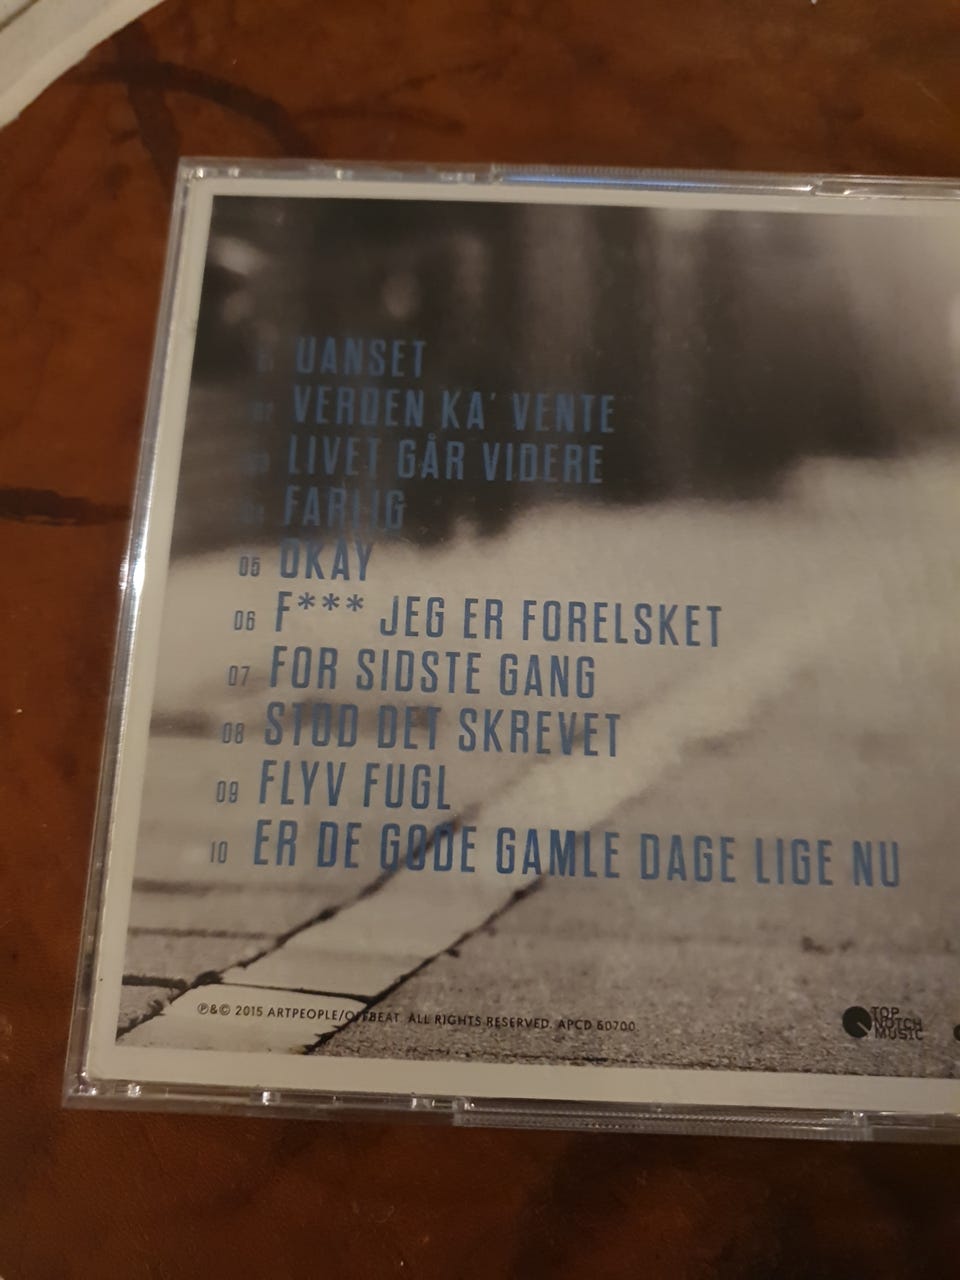 UANSET
02 VERDEN KA' VENTE
03 LIVET GÅR VIDERE
04 FARLIG
05 OKAY
06 F*** JEG ER FORELSKET
07 FOR SIDSTE GANG
08 STOD DET SKREVET
09 FLYV FUGL
10 ER DE GODE GAMLE DAGE LIGE NU
℗&© 2015 ARTPEOPLE/OFFBEAT. ALL RIGHTS RESERVED. APCD 60700
TOP
NOTCH
MUSIC